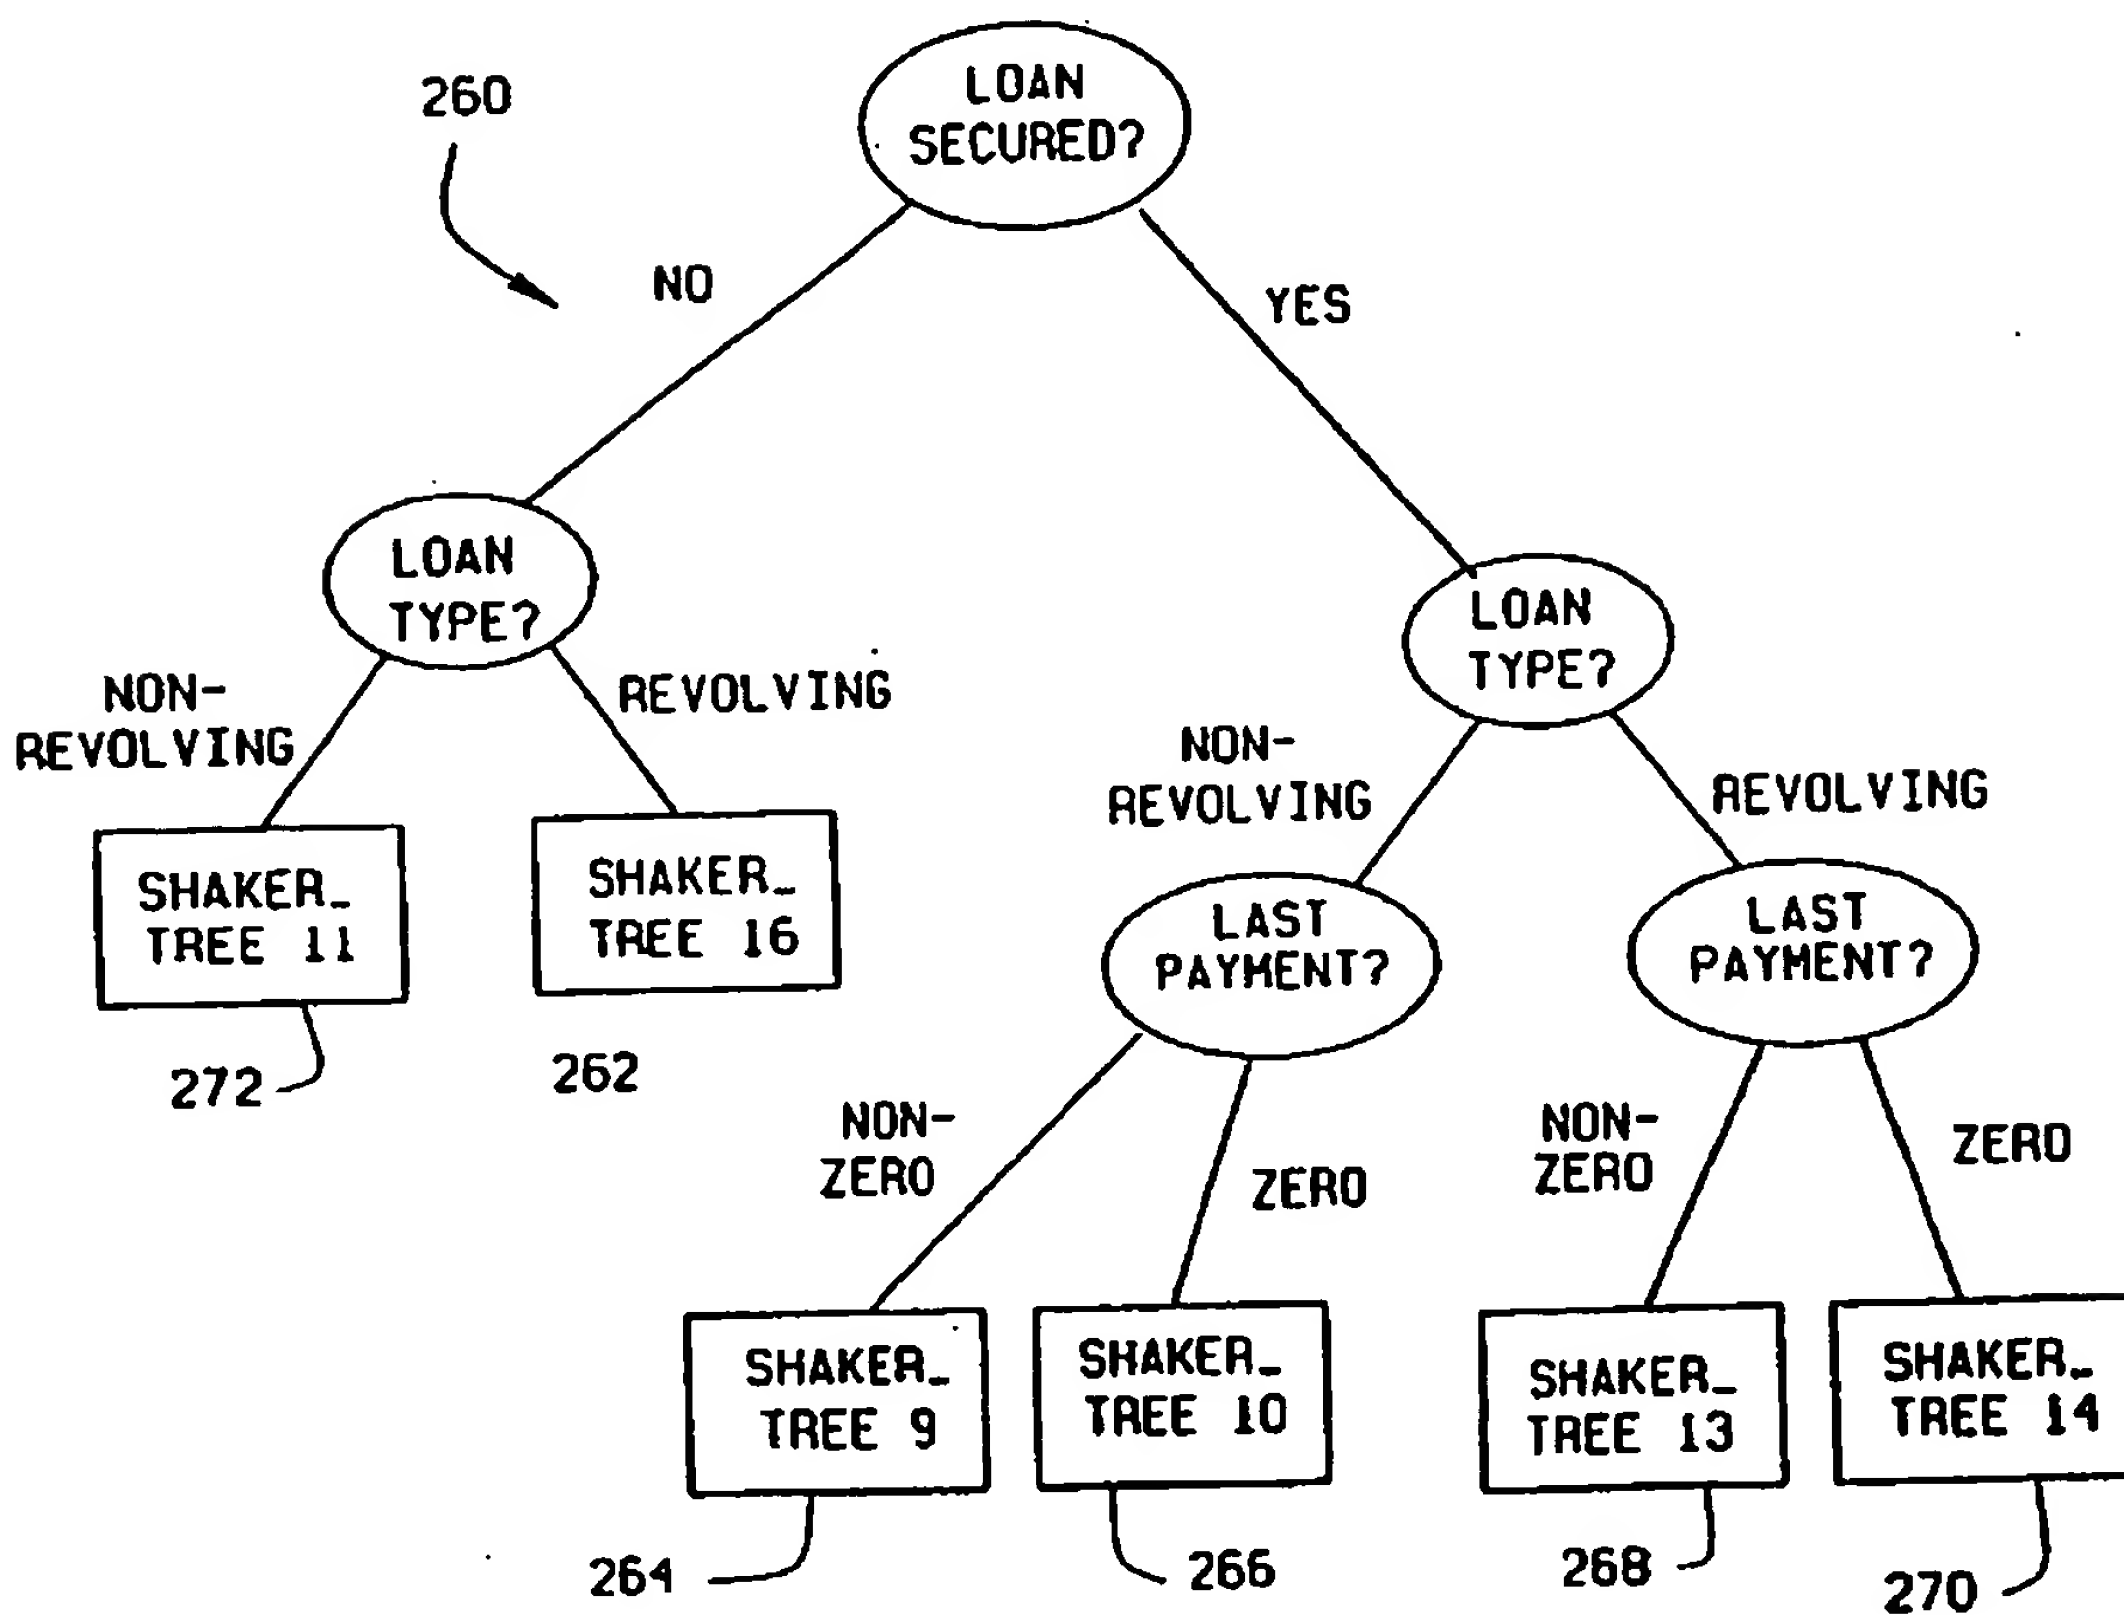 LOAN
SECURED?
260
NO
YES
LOAN
TYPE?
LOAN
TYPE?
NON-
REVOLVING
REVOLVING
NON-
REVOLVING
REVOLVING
SHAKER_
TREE 11
SHAKER_
TREE 16
LAST
PAYMENT?
LAST
PAYMENT?
272
262
NON-
ZERO
ZERO
NON-
ZERO
ZERO
SHAKER_
TREE 9
SHAKER_
TREE 10
SHAKER_
TREE 13
SHAKER_
TREE 14
264
266
268
270